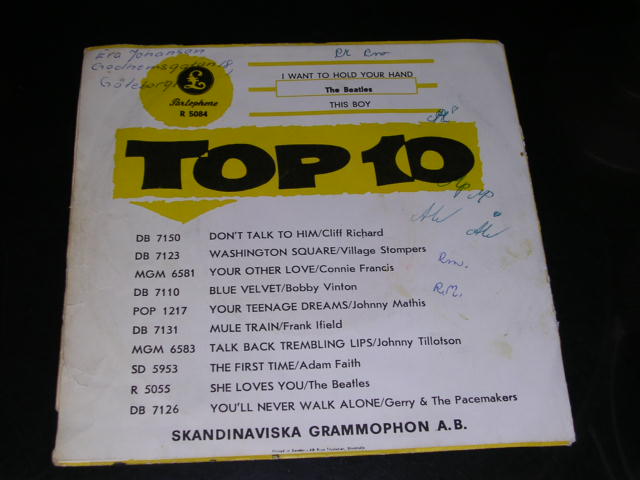 Eva Johansson
Göteborg
I WANT TO HOLD YOUR HAND
The Beatles
THIS BOY
£
Parlophone
R 5084
TOP 10
DB 7150 DON'T TALK TO HIM/Cliff Richard
DB 7123 WASHINGTON SQUARE/Village Stompers
MGM 6581 YOUR OTHER LOVE/Connie Francis
DB 7110 BLUE VELVET/Bobby Vinton
POP 1217 YOUR TEENAGE DREAMS/Johnny Mathis
DB 7131 MULE TRAIN/Frank Ifield
MGM 6583 TALK BACK TREMBLING LIPS/Johnny Tillotson
SD 5953 THE FIRST TIME/Adam Faith
R 5055 SHE LOVES YOU/The Beatles
DB 7126 YOU'LL NEVER WALK ALONE/Gerry & The Pacemakers
R.M.
SKANDINAVISKA GRAMMOPHON A.B.